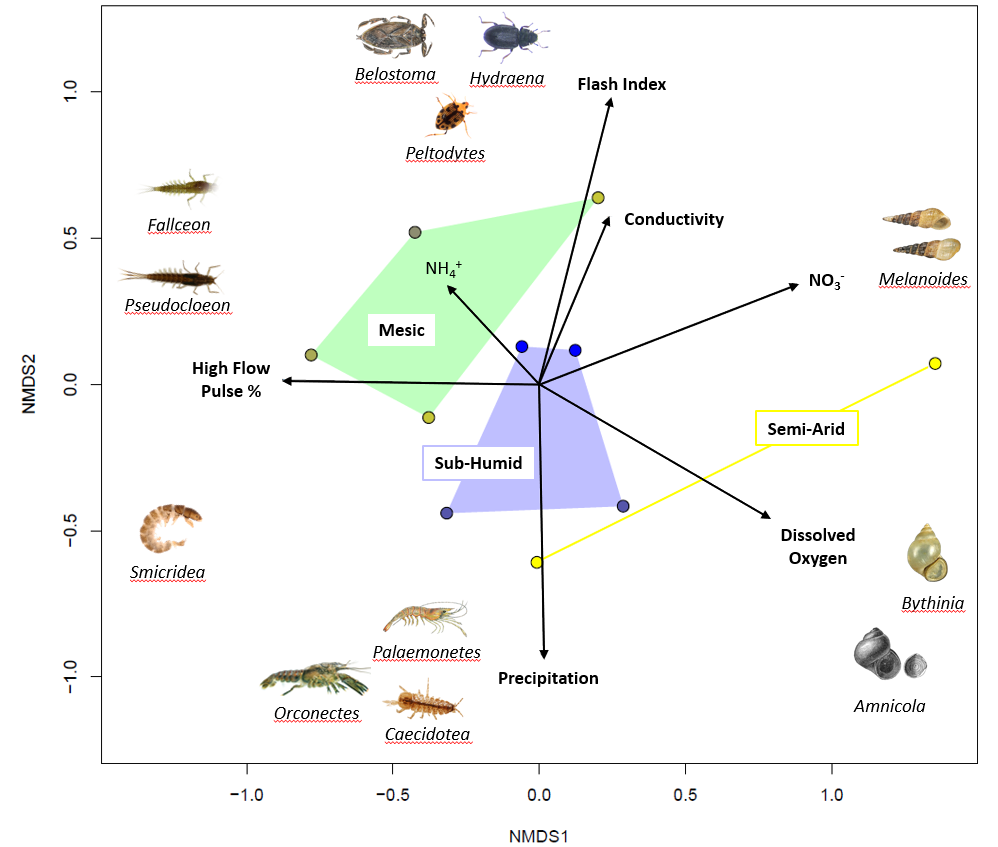 Belostoma
Hydraena
Flash Index
1.0
Peltodytes
Fallceon
Conductivity
0.5
NH4+
NO3-
Melanoides
Pseudocloeon
Mesic
NMDS2
High Flow
Pulse %
0.0
Semi-Arid
Sub-Humid
−0.5
Dissolved
Oxygen
Smicridea
Bythinia
Palaemonetes
−1.0
Precipitation
Orconectes
Amnicola
Caecidotea
−1.0
−0.5
0.0
0.5
1.0
NMDS1